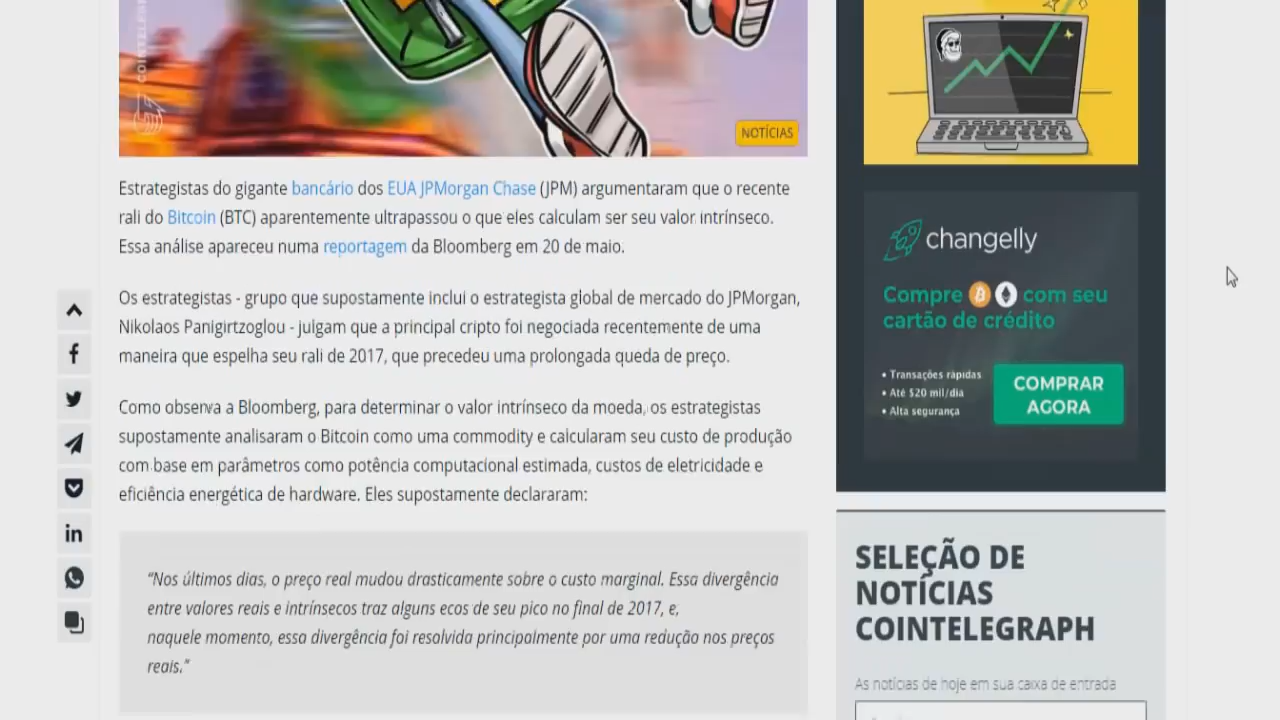 COINTELEGR
NOTÍCIAS
Estrategistas do gigante bancário dos EUA JPMorgan Chase (JPM) argumentaram que o recente
rali do Bitcoin (BTC) aparentemente ultrapassou o que eles calculam ser seu valor intrínseco.
Essa análise apareceu numa reportagem da Bloomberg em 20 de maio.
Os estrategistas - grupo que supostamente inclui o estrategista global de mercado do JPMorgan,
Nikolaos Panigirtzoglou - julgam que a principal cripto foi negociada recentemente de uma
maneira que espelha seu rali de 2017, que precedeu uma prolongada queda de preço.
Como observa a Bloomberg, para determinar o valor intrínseco da moeda, os estrategistas
supostamente analisaram o Bitcoin como uma commodity e calcularam seu custo de produção
com base em parâmetros como potência computacional estimada, custos de eletricidade e
eficiência energética de hardware. Eles supostamente declararam:
“Nos últimos dias, o preço real mudou drasticamente sobre o custo marginal. Essa divergência
entre valores reais e intrínsecos traz alguns ecos de seu pico no final de 2017, e,
naquele momento, essa divergência foi resolvida principalmente por uma redução nos preços
reais.”
changelly
Compre com seu
cartão de crédito
• Transações rápidas
• Até $20 mil/dia
• Alta segurança
COMPRAR
AGORA
SELEÇÃO DE
NOTÍCIAS
COINTELEGRAPH
As notícias de hoje em sua caixa de entrada